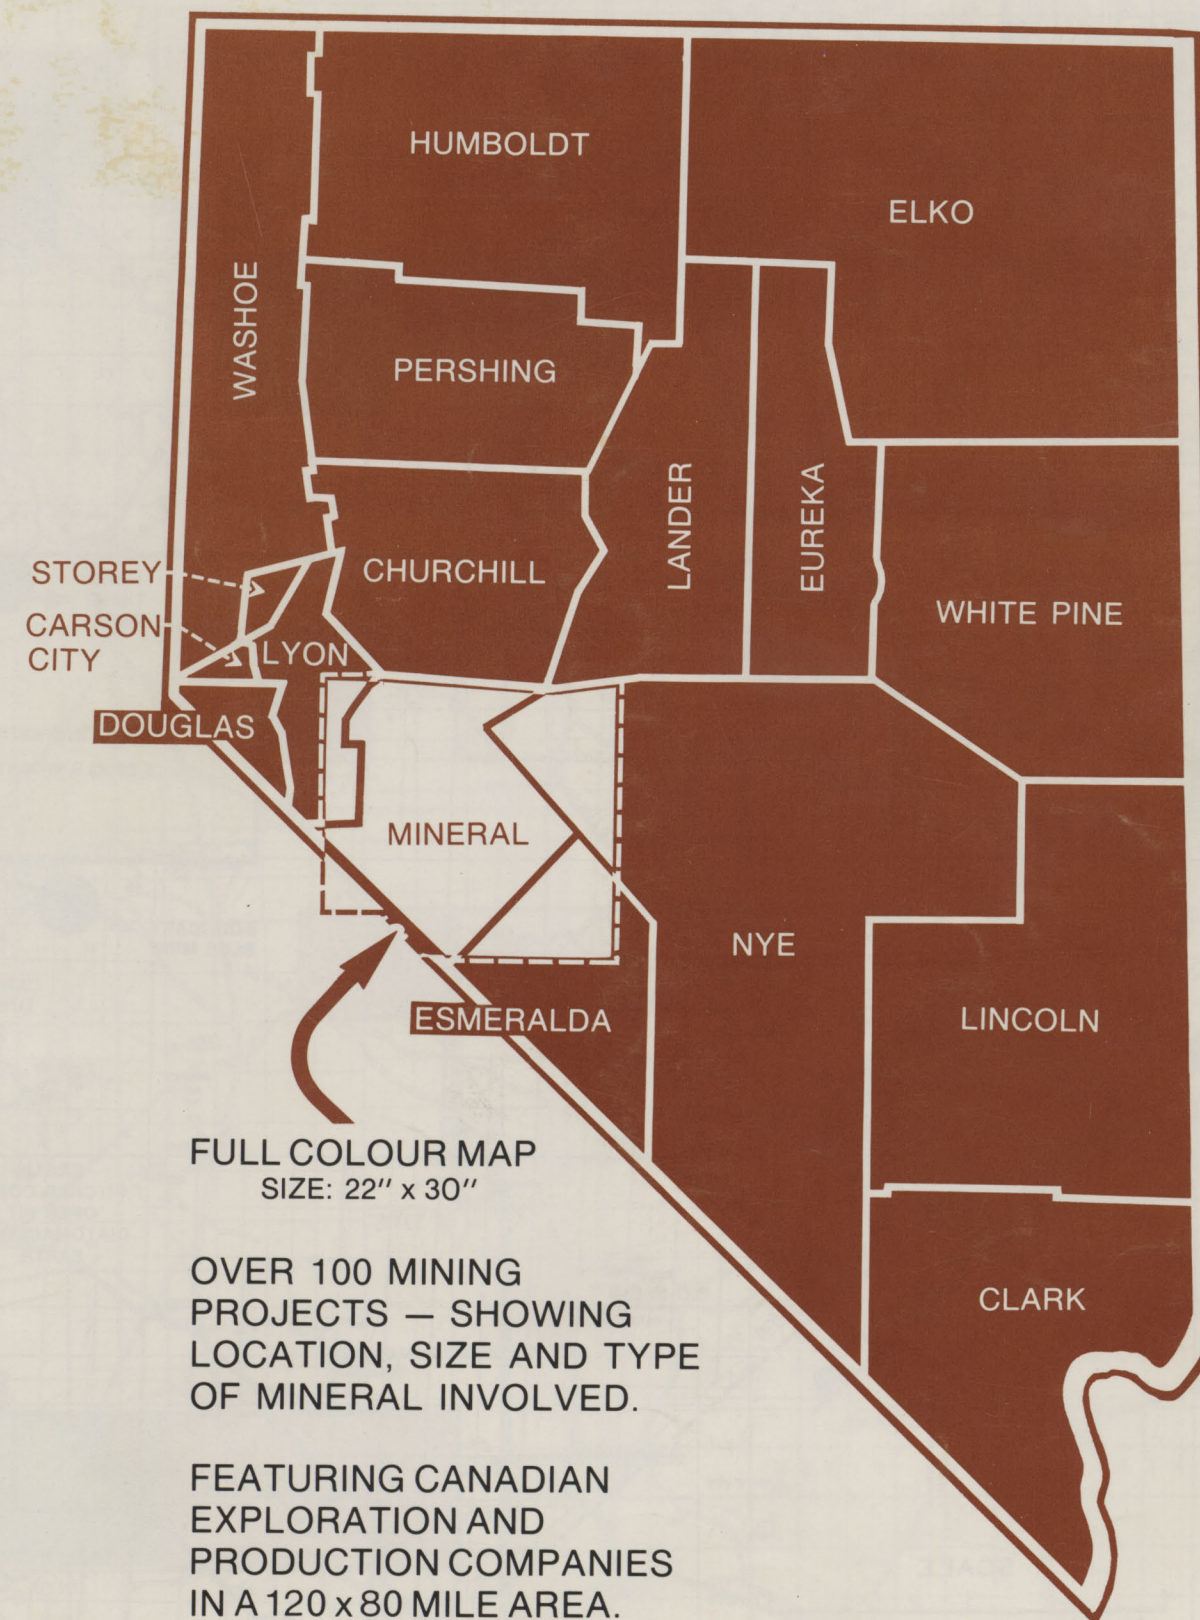 HUMBOLDT
ELKO
WASHOE
PERSHING
LANDER
EUREKA
STOREY
CHURCHILL
WHITE PINE
CARSON
CITY
LYON
DOUGLAS
MINERAL
NYE
ESMERALDA
LINCOLN
CLARK
FULL COLOUR MAP
SIZE: 22" x 30"
OVER 100 MINING
PROJECTS — SHOWING
LOCATION, SIZE AND TYPE
OF MINERAL INVOLVED.
FEATURING CANADIAN
EXPLORATION AND
PRODUCTION COMPANIES
IN A 120 x 80 MILE AREA.